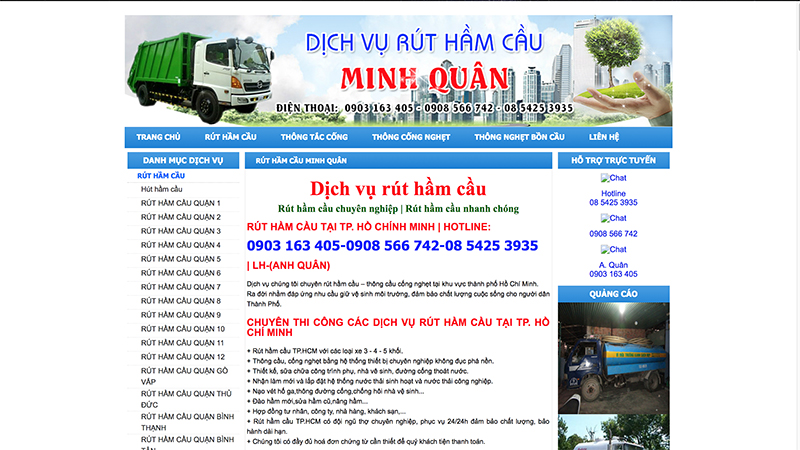 DỊCH VỤ RÚT HẦM CẦU
MINH QUÂN
ĐIỆN THOẠI: 0903 163 405 - 0908 566 742 - 08 5425 3935
TRANG CHỦ RÚT HẦM CẦU THÔNG TẮC CỐNG THÔNG CỐNG NGHẸT THÔNG NGHẸT BỒN CẦU LIÊN HỆ
DANH MỤC DỊCH VỤ
RÚT HẦM CẦU
Hút hầm cầu
RÚT HẦM CẦU QUẬN 1
RÚT HẦM CẦU QUẬN 2
RÚT HẦM CẦU QUẬN 3
RÚT HẦM CẦU QUẬN 4
RÚT HẦM CẦU QUẬN 5
RÚT HẦM CẦU QUẬN 6
RÚT HẦM CẦU QUẬN 7
RÚT HẦM CẦU QUẬN 8
RÚT HẦM CẦU QUẬN 9
RÚT HẦM CẦU QUẬN 10
RÚT HẦM CẦU QUẬN 11
RÚT HẦM CẦU QUẬN 12
RÚT HẦM CẦU QUẬN GÒ
VẤP
RÚT HẦM CẦU QUẬN THỦ
ĐỨC
RÚT HẦM CẦU QUẬN BÌNH
THẠNH
RÚT HẦM CẦU QUẬN BÌNH
TÂN
RÚT HẦM CẦU MINH QUÂN
Dịch vụ rút hầm cầu
Rút hầm cầu chuyên nghiệp | Rút hầm cầu nhanh chóng
RÚT HẦM CẦU TẠI TP. HỒ CHÍNH MINH | HOTLINE:
0903 163 405-0908 566 742-08 5425 3935
| LH-(ANH QUÂN)
Dịch vụ chúng tôi chuyên rút hầm cầu – thông cầu cống nghẹt tại khu vực thành phố Hồ Chí Minh.
Ra đời nhằm đáp ứng nhu cầu giữ vệ sinh môi trường, đảm bảo chất lượng cuộc sống cho người dân
Thành Phố.
CHUYÊN THI CÔNG CÁC DỊCH VỤ RÚT HẦM CẦU TẠI TP. HỒ
CHÍ MINH
+ Rút hầm cầu TP.HCM với các loại xe 3 - 4 - 5 khối.
+ Thông cầu, cống nghẹt bằng hệ thống thiết bị chuyên nghiệp không đục phá nền.
+ Thiết kế, sửa chữa công trình phụ, nhà vệ sinh, đường cống thoát nước.
+ Nhận làm mới và lắp đặt hệ thống nước thải sinh hoạt và nước thải công nghiệp.
+ Nạo vét hố ga,thông đường cống,chống hôi nhà vệ sinh...
+ Đào hầm mới,sửa hầm cũ,nâng hầm...
+ Hợp đồng tư nhân, công ty, nhà hàng, khách sạn,...
+ Rút hầm cầu TP.HCM có đội ngũ thợ chuyên nghiệp, phục vụ 24/24h đảm bảo chất lượng, bảo
hành dài hạn.
+ Chúng tôi có đầy đủ hoá đơn chứng từ cần thiết để quý khách tiện thanh toán.
HỖ TRỢ TRỰC TUYẾN
Chat
Hotline
08 5425 3935
Chat
0908 566 742
Chat
A. Quân
0903 163 405
QUẢNG CÁO